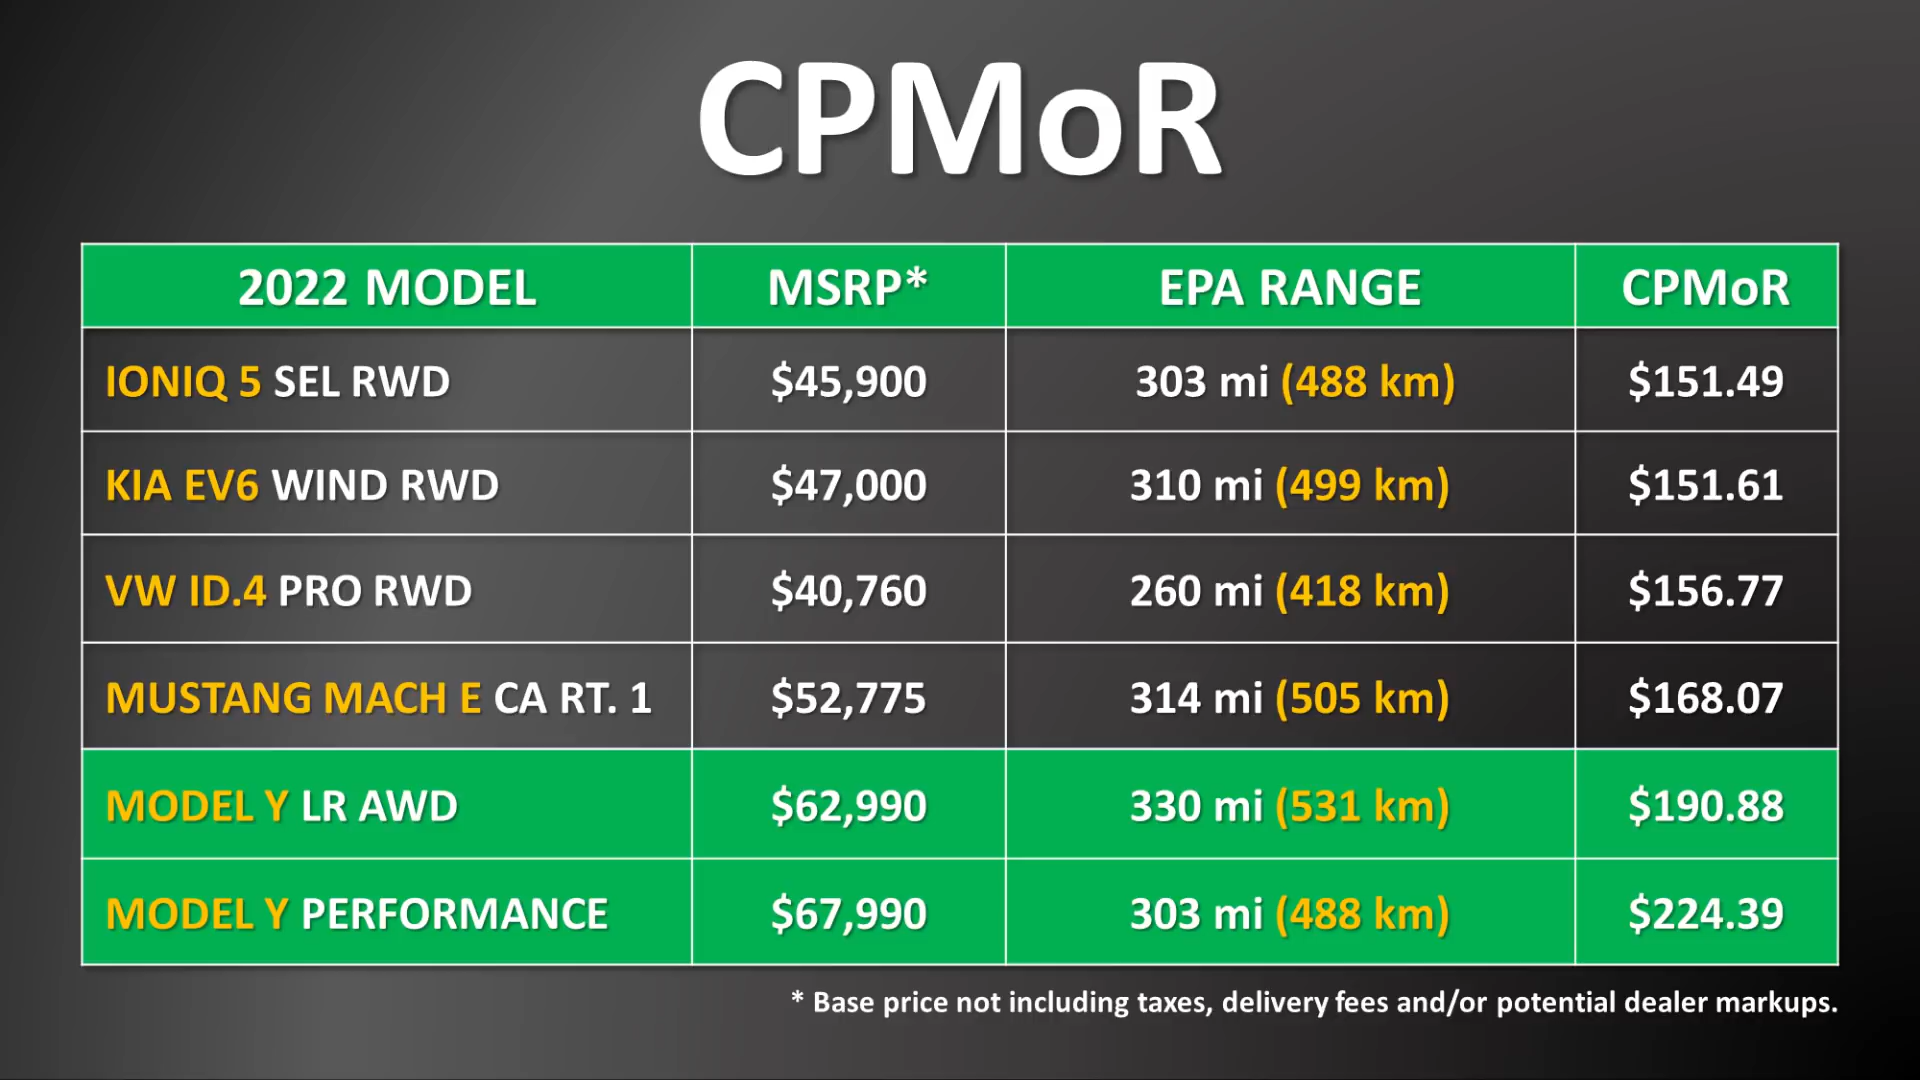 CPMoR
2022 MODEL MSRP* EPA RANGE CPMoR
IONIQ 5 SEL RWD $45,900 303 mi (488 km) $151.49
KIA EV6 WIND RWD $47,000 310 mi (499 km) $151.61
VW ID.4 PRO RWD $40,760 260 mi (418 km) $156.77
MUSTANG MACH E CA RT. 1 $52,775 314 mi (505 km) $168.07
MODEL Y LR AWD $62,990 330 mi (531 km) $190.88
MODEL Y PERFORMANCE $67,990 303 mi (488 km) $224.39
* Base price not including taxes, delivery fees and/or potential dealer markups.